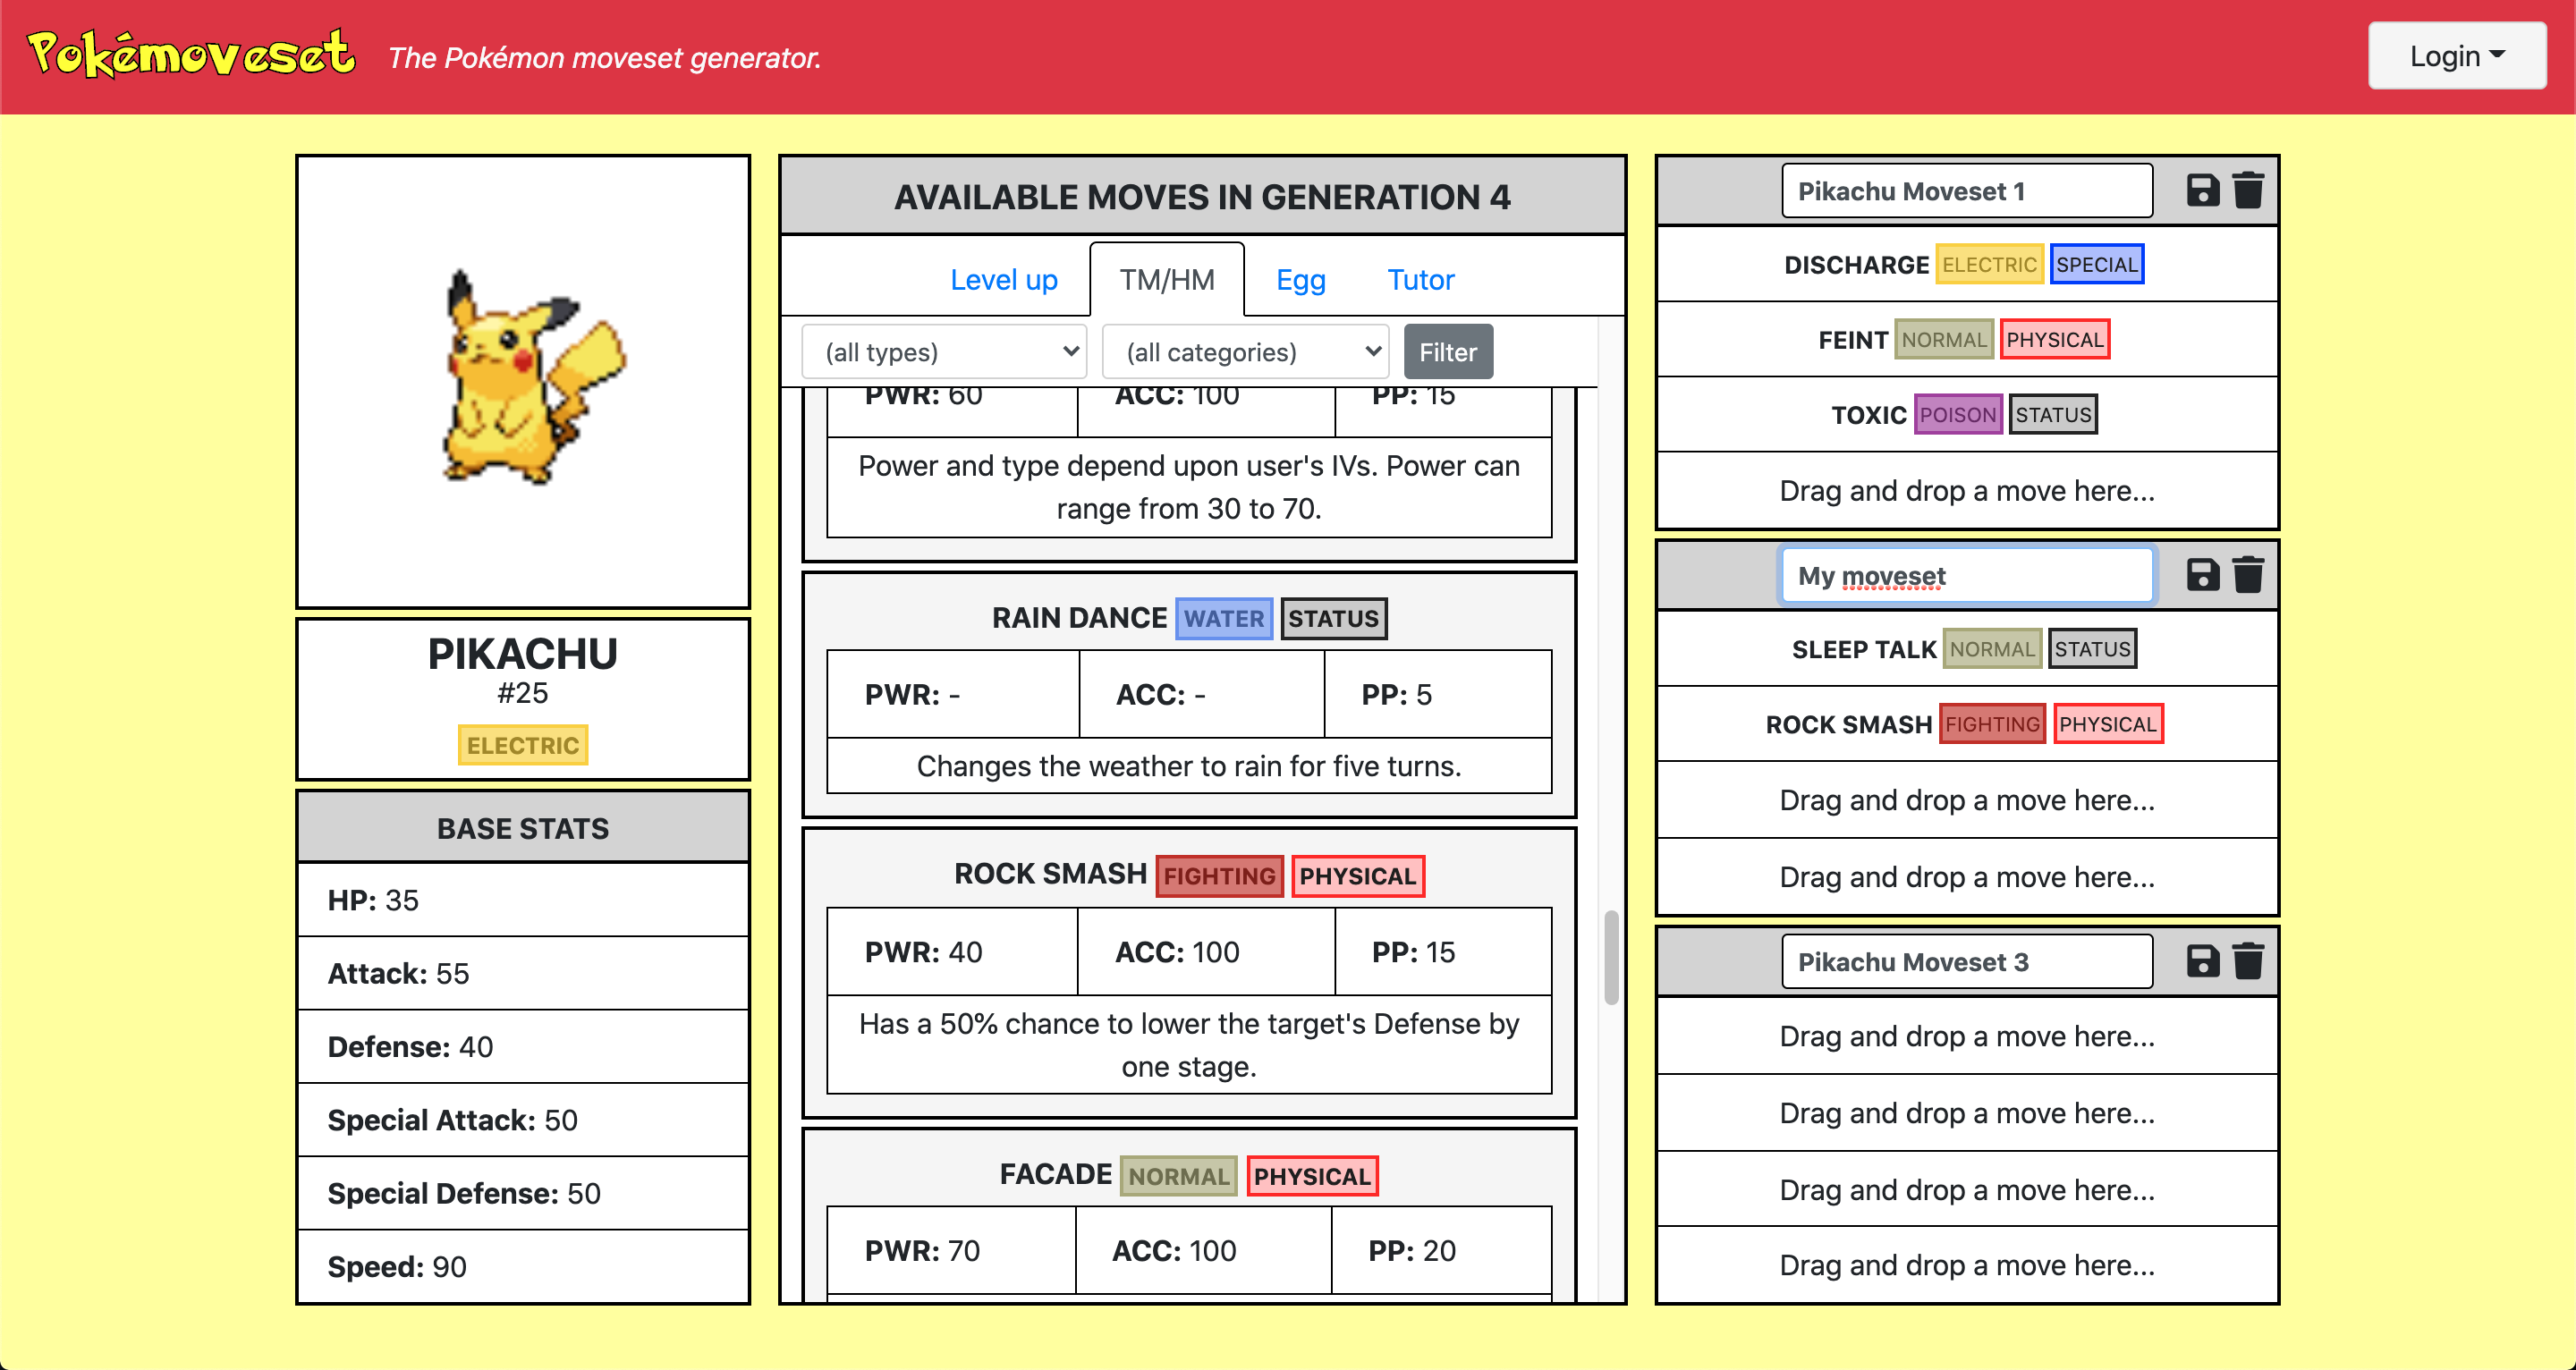 Pokémoveset
The Pokémon moveset generator.
Login
PIKACHU
#25
ELECTRIC
BASE STATS
HP: 35
Attack: 55
Defense: 40
Special Attack: 50
Special Defense: 50
Speed: 90
AVAILABLE MOVES IN GENERATION 4
Level up TM/HM Egg Tutor
(all types) (all categories) Filter
PWR: 60 ACC: 100 PP: 15
Power and type depend upon user's IVs. Power can
range from 30 to 70.
RAIN DANCE WATER STATUS
PWR: - ACC: - PP: 5
Changes the weather to rain for five turns.
ROCK SMASH FIGHTING PHYSICAL
PWR: 40 ACC: 100 PP: 15
Has a 50% chance to lower the target's Defense by
one stage.
FACADE NORMAL PHYSICAL
PWR: 70 ACC: 100 PP: 20
Pikachu Moveset 1
DISCHARGE ELECTRIC SPECIAL
FEINT NORMAL PHYSICAL
TOXIC POISON STATUS
Drag and drop a move here...
My moveset
SLEEP TALK NORMAL STATUS
ROCK SMASH FIGHTING PHYSICAL
Drag and drop a move here...
Drag and drop a move here...
Pikachu Moveset 3
Drag and drop a move here...
Drag and drop a move here...
Drag and drop a move here...
Drag and drop a move here...